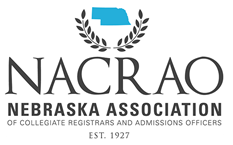 NACRAO
NEBRASKA ASSOCIATION
OF COLLEGIATE REGISTRARS AND ADMISSIONS OFFICERS
EST. 1927